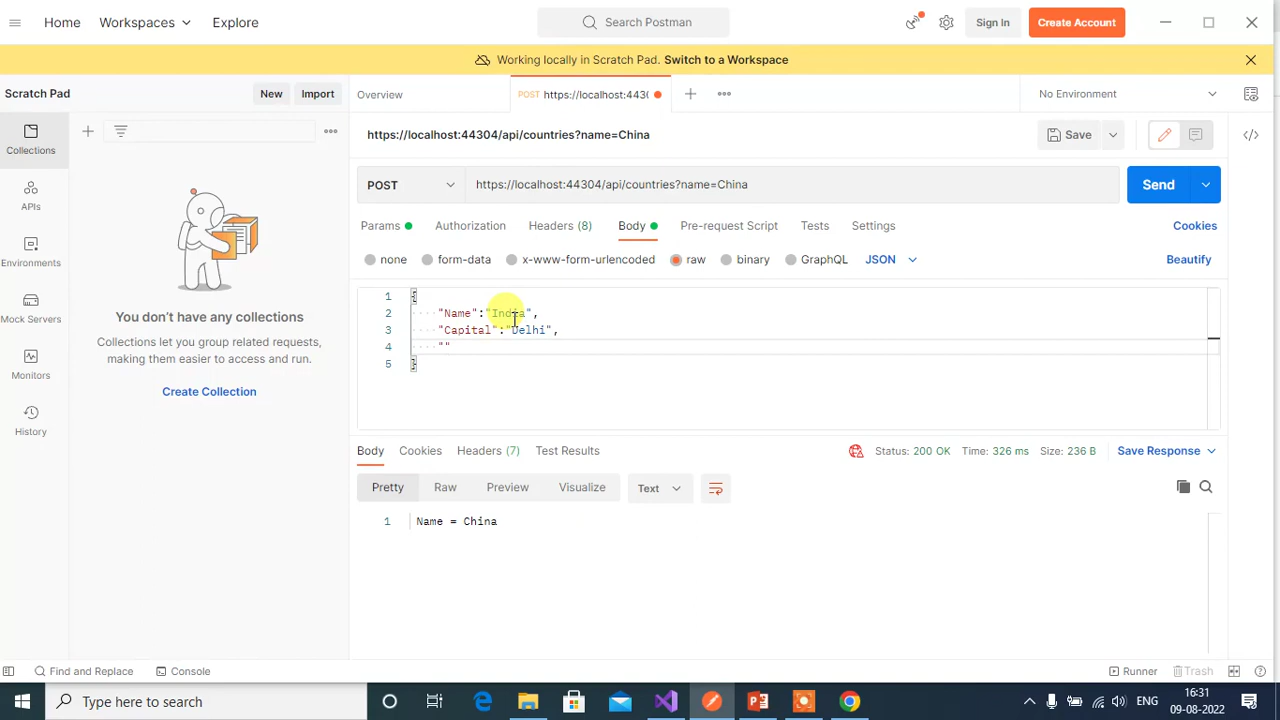 Home
Workspaces
Explore
Search Postman
Sign In
Create Account
Working locally in Scratch Pad. Switch to a Workspace
Scratch Pad
New
Import
Overview
POST https://localhost:443(
No Environment
Collections
APIs
Environments
Mock Servers
Monitors
History
You don't have any collections
Collections let you group related requests,
making them easier to access and run.
Create Collection
https://localhost:44304/api/countries?name=China
Save
POST
https://localhost:44304/api/countries?name=China
Send
Params
Authorization
Headers (8)
Body
Pre-request Script
Tests
Settings
Cookies
none
form-data
x-www-form-urlencoded
raw
binary
GraphQL
JSON
Beautify
1 {
2 "Name":"India",
3 "Capital":"Delhi",
4 ""
5 }
Body
Cookies
Headers (7)
Test Results
Status: 200 OK
Time: 326 ms
Size: 236 B
Save Response
Pretty
Raw
Preview
Visualize
Text
1 Name = China
Find and Replace
Console
Runner
Trash
Type here to search
ENG
16:31
09-08-2022